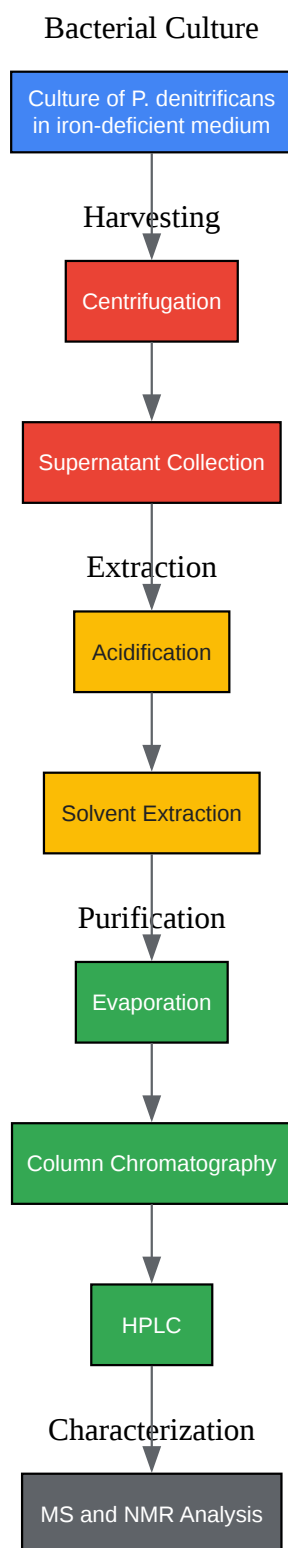 Bacterial Culture
Culture of P. denitrificans
in iron-deficient medium
Harvesting
Centrifugation
Supernatant Collection
Extraction
Acidification
Solvent Extraction
Purification
Evaporation
Column Chromatography
HPLC
Characterization
MS and NMR Analysis